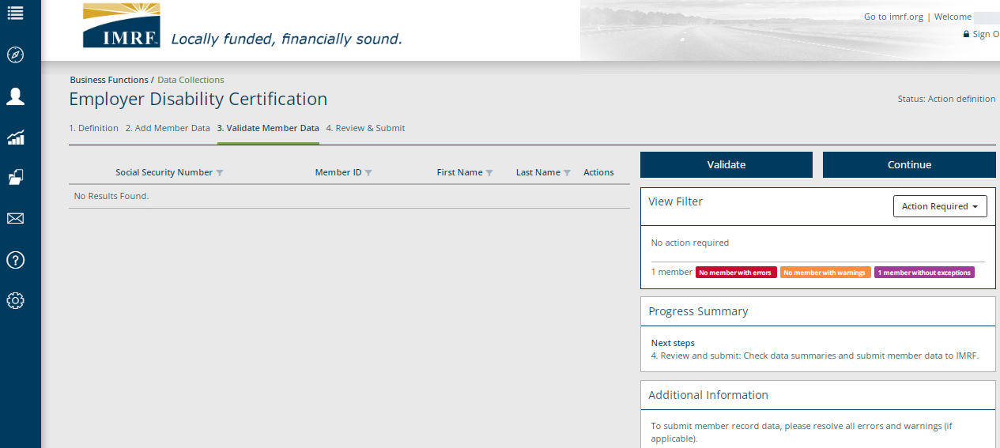 Go to imrf.org | Welcome
IMRF
Locally funded, financially sound.
Sign O
Business Functions / Data Collections
Employer Disability Certification
Status: Action definition
1. Definition 2. Add Member Data 3. Validate Member Data 4. Review & Submit
Validate Continue
Social Security Number Member ID First Name Last Name Actions
No Results Found.
View Filter
Action Required
No action required
1 member No member with errors No member with warnings 1 member without exceptions
Progress Summary
Next steps
4. Review and submit: Check data summaries and submit member data to IMRF.
Additional Information
To submit member record data, please resolve all errors and warnings (if
applicable).